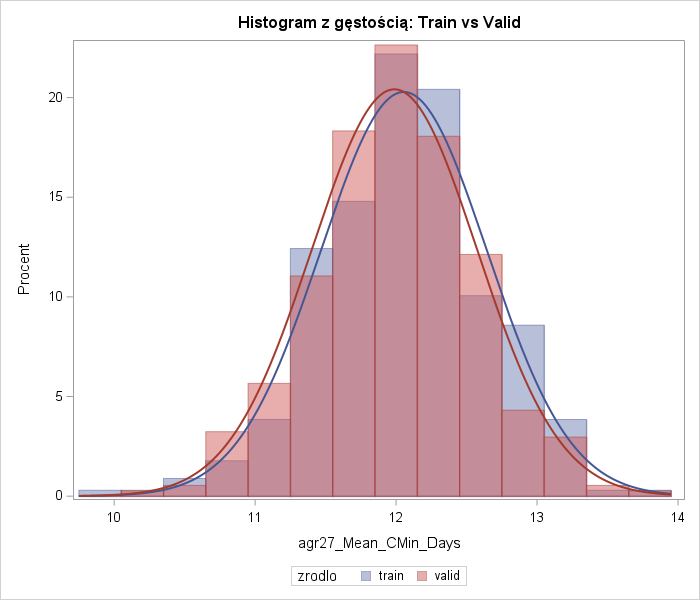 Histogram z gęstością: Train vs Valid
20
15
10
5
0
Procent
10 11 12 13 14
agr27_Mean_CMin_Days
zrodlo train valid